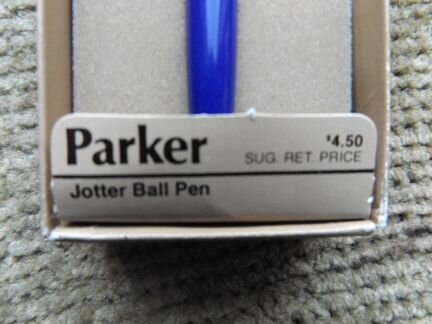 Parker
$4.50
SUG. RET. PRICE
Jotter Ball Pen